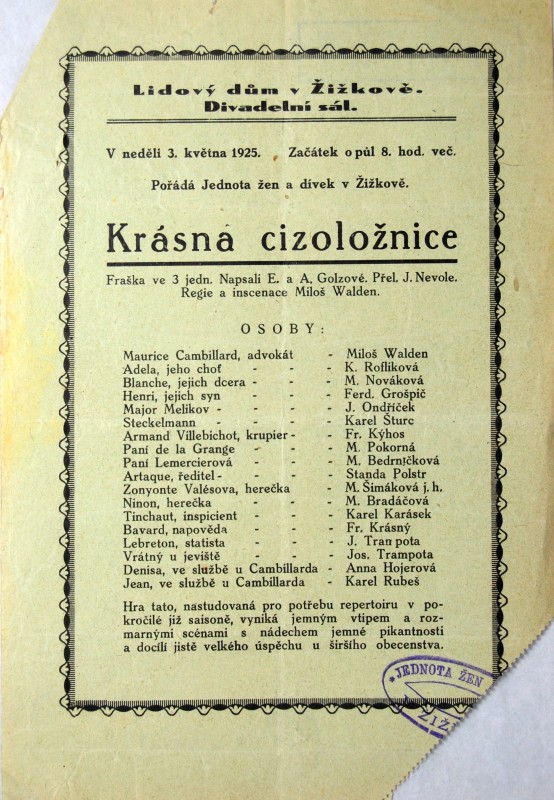 Lidový dům v Žižkově.
Divadelní sál.
V neděli 3. května 1925. Začátek o půl 8. hod. več.
Pořádá Jednota žen a dívek v Žižkově.
Krásná cizoložnice
Fraška ve 3 jedn. Napsali E. a A. Golzové. Přel. J. Nevole.
Regie a inscenace Miloš Walden.
OSOBY:
Maurice Cambillard, advokát - Miloš Walden
Adela, jeho choť - - - K. Roflíková
Blanche, jejich dcera - - - M. Nováková
Henri, jejich syn - - - Ferd. Grošpič
Major Melikov - - - - J. Ondříček
Steckelmann - - - - Karel Šturc
Armand Villebichot, krupier - - Fr. Kýhos
Paní de la Grange - - - M. Pokorná
Paní Lemercierová - - - M. Bedrníčková
Artaque, ředitel - - - - Standa Polstr
Zonyonte Valésova, herečka - M. Šimáková j. h.
Ninon, herečka - - - M. Bradáčová
Tinchaut, inspicient - - - Karel Karásek
Bavard, napověda - - - Fr. Krásný
Lebreton, statista - - - J. Tran pota
Vrátný u jeviště - - - Jos. Trampota
Denisa, ve službě u Cambillarda - Anna Hojerová
Jean, ve službě u Cambillarda - Karel Rubeš
Hra tato, nastudovaná pro potřebu repertoiru v po-
kročilé již saisoně, vyniká jemným vtipem a roz-
marnými scénami s nádechem jemné pikantnosti
a docílí jistě velkého úspěchu u širšího obecenstva.
JEDNOTA ŽEN